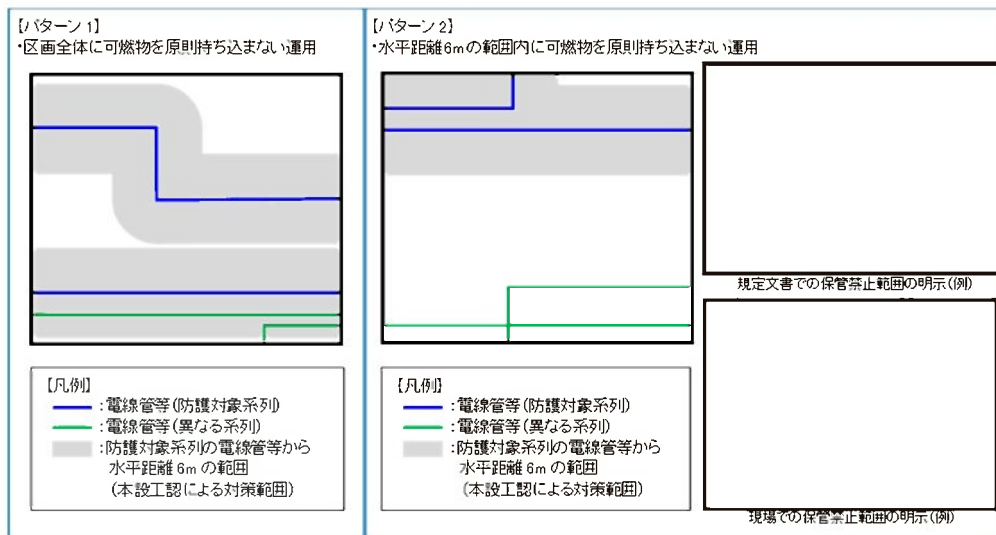 【パターン1】
・区画全体に可燃物を原則持ち込まない運用
【凡例】
:電線管等(防護対象系列)
:電線管等(異なる系列)
:防護対象系列の電線管等から
水平距離6mの範囲
(本設工認による対策範囲)
【パターン2】
・水平距離6mの範囲内に可燃物を原則持ち込まない運用
【凡例】
:電線管等(防護対象系列)
:電線管等(異なる系列)
:防護対象系列の電線管等から
水平距離6mの範囲
(本設工認による対策範囲)
規定文書での保管禁止範囲の明示(例)
現場での保管禁止範囲の明示(例)